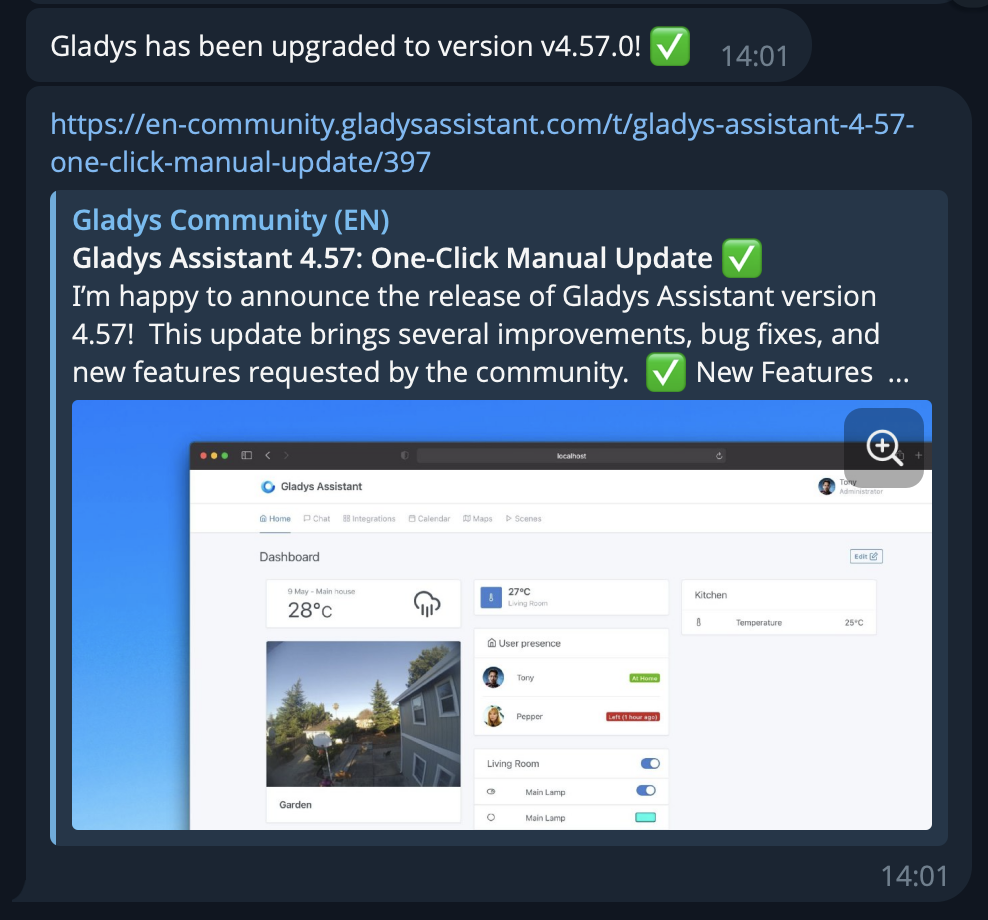 Gladys has been upgraded to version v4.57.0! ✅ 14:01
https://en-community.gladysassistant.com/t/gladys-assistant-4-57-
one-click-manual-update/397
Gladys Community (EN)
Gladys Assistant 4.57: One-Click Manual Update ✅
I’m happy to announce the release of Gladys Assistant version
4.57!  This update brings several improvements, bug fixes, and
new features requested by the community.  ✅ New Features  ...
localhost
Gladys Assistant
Tony
Administrator
Home Chat Integrations Calendar Maps Scenes
Dashboard
Edit
9 May - Main house
28°C
27°C
Living Room
Kitchen
Temperature 25°C
User presence
Tony At Home
Pepper Left (1 hour ago)
Garden
Living Room
Main Lamp
Main Lamp
14:01